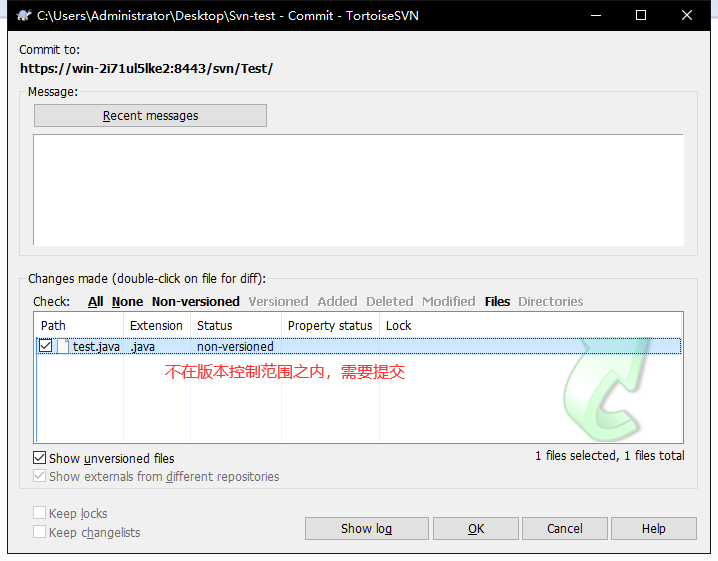 C:\Users\Administrator\Desktop\Svn-test - Commit - TortoiseSVN
Commit to:
https://win-2i71ul5lke2:8443/svn/Test/
Message:
Recent messages
Changes made (double-click on file for diff):
Check: All None Non-versioned Versioned Added Deleted Modified Files Directories
Path Extension Status Property status Lock
test.java .java non-versioned
不在版本控制范围之内，需要提交
Show unversioned files
1 files selected, 1 files total
Show externals from different repositories
Keep locks
Keep changelists
Show log OK Cancel Help